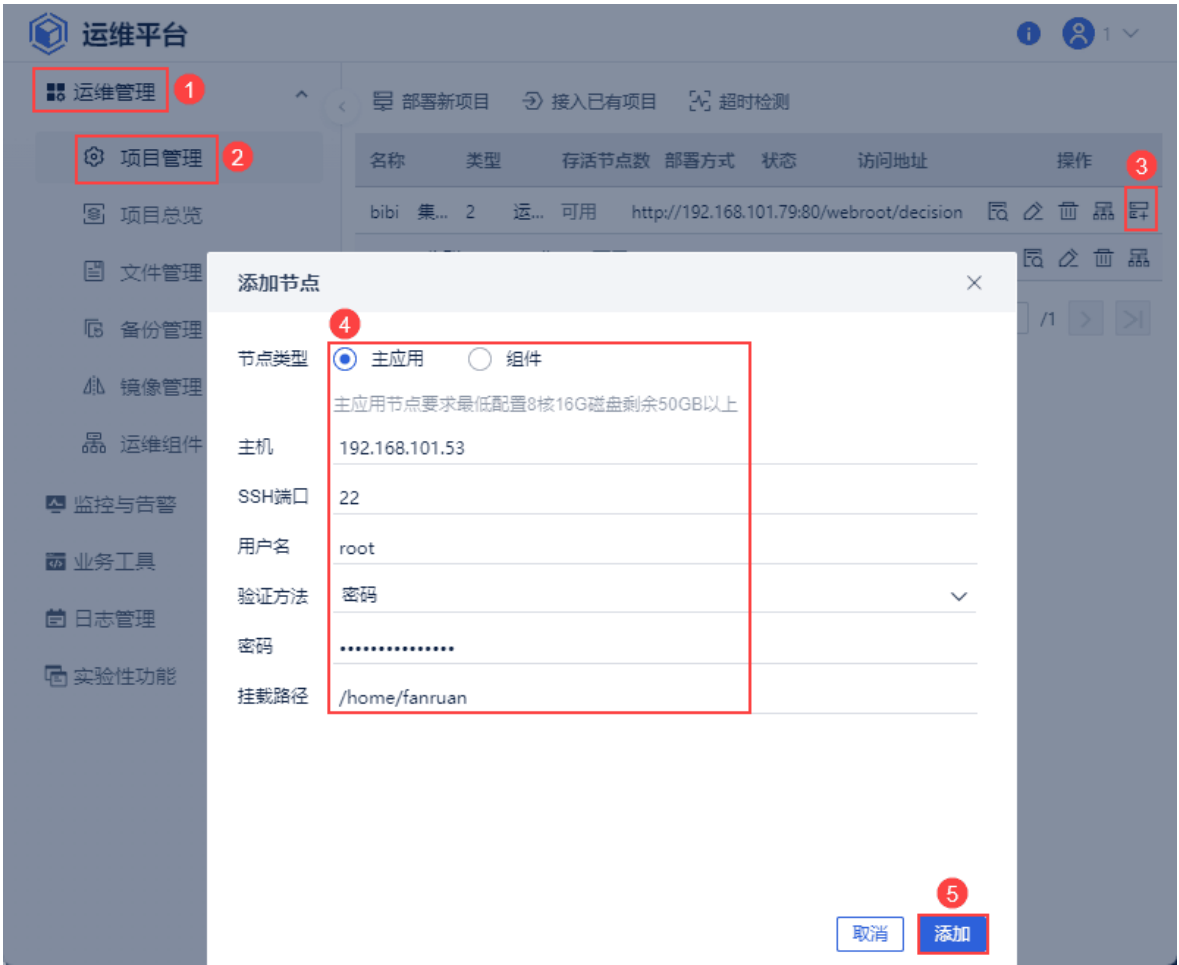 运维平台
1
运维管理
1
部署新项目
接入已有项目
超时检测
项目管理
2
名称
类型
存活节点数
部署方式
状态
访问地址
操作
3
项目总览
bibi
集...
2
运...
可用
http://192.168.101.79:80/webroot/decision
文件管理
添加节点
备份管理
/1
4
节点类型
主应用
组件
镜像管理
主应用节点要求最低配置8核16G磁盘剩余50GB以上
运维组件
主机
192.168.101.53
监控与告警
SSH端口
22
业务工具
用户名
root
日志管理
验证方法
密码
密码
•••••••••••••••
实验性功能
挂载路径
/home/fanruan
5
取消
添加